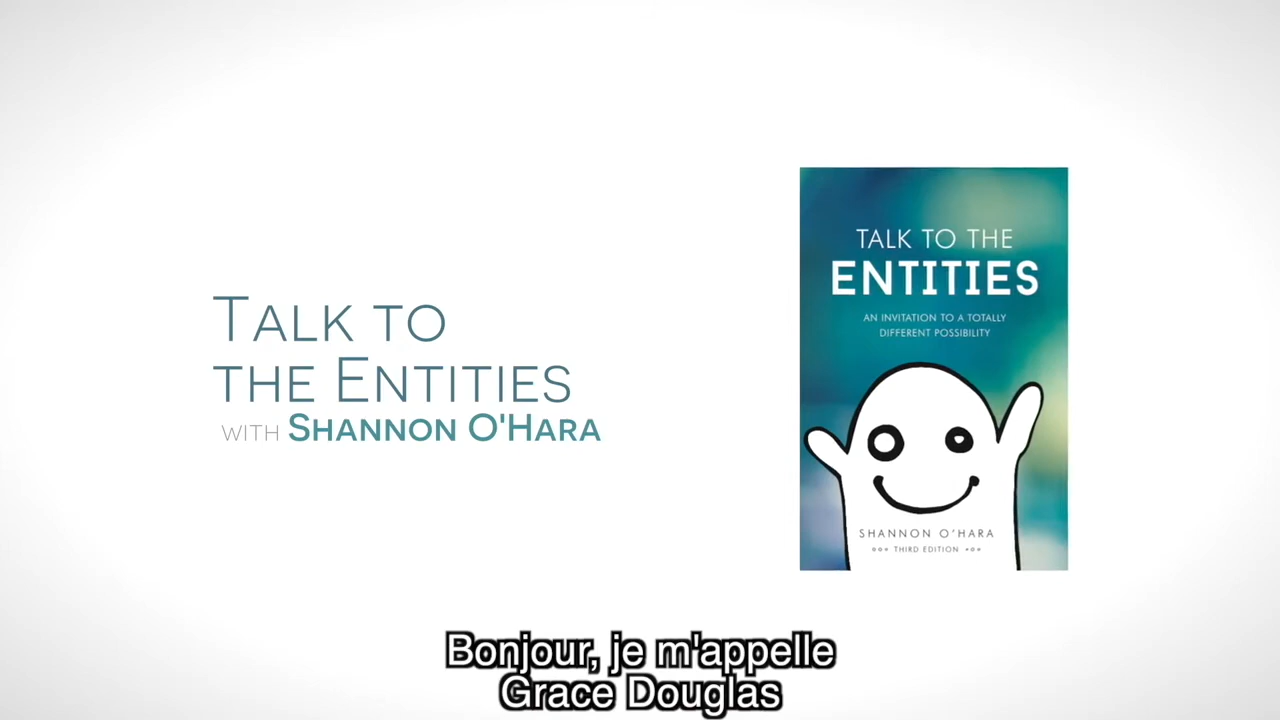 TALK TO
THE ENTITIES
WITH SHANNON O'HARA
TALK TO THE
ENTITIES
AN INVITATION TO A TOTALLY
DIFFERENT POSSIBILITY
SHANNON O'HARA
THIRD EDITION
Bonjour, je m'appelle
Grace Douglas